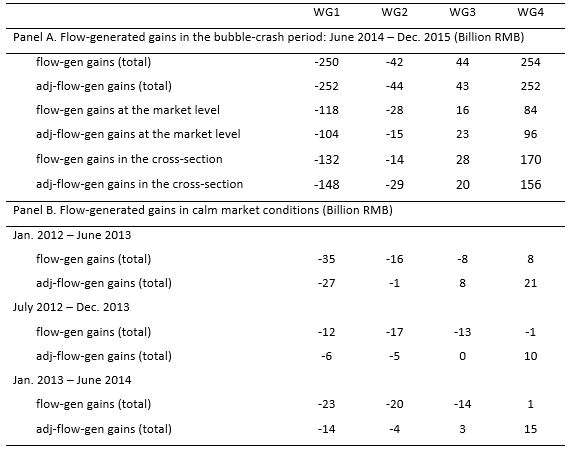 WG1 WG2 WG3 WG4
Panel A. Flow-generated gains in the bubble-crash period: June 2014 – Dec. 2015 (Billion RMB)
flow-gen gains (total) -250 -42 44 254
adj-flow-gen gains (total) -252 -44 43 252
flow-gen gains at the market level -118 -28 16 84
adj-flow-gen gains at the market level -104 -15 23 96
flow-gen gains in the cross-section -132 -14 28 170
adj-flow-gen gains in the cross-section -148 -29 20 156
Panel B. Flow-generated gains in calm market conditions (Billion RMB)
Jan. 2012 – June 2013
flow-gen gains (total) -35 -16 -8 8
adj-flow-gen gains (total) -27 -1 8 21
July 2012 – Dec. 2013
flow-gen gains (total) -12 -17 -13 -1
adj-flow-gen gains (total) -6 -5 0 10
Jan. 2013 – June 2014
flow-gen gains (total) -23 -20 -14 1
adj-flow-gen gains (total) -14 -4 3 15